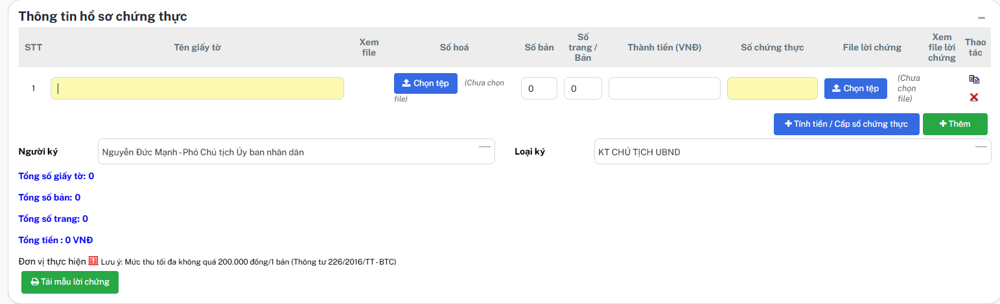 Thông tin hồ sơ chứng thực
STT Tên giấy tờ Xem file Số hoá Số bản Số trang / Bản Thành tiền (VNĐ) Số chứng thực File lời chứng Xem file lời chứng Thao tác
1 Chọn tệp (Chưa chọn file) 0 0 Chọn tệp (Chưa chọn file)
Tính tiền / Cấp số chứng thực Thêm
Người ký Nguyễn Đức Mạnh - Phó Chủ tịch Ủy ban nhân dân Loại ký KT CHỦ TỊCH UBND
Tổng số giấy tờ: 0
Tổng số bản: 0
Tổng số trang: 0
Tổng tiền : 0 VNĐ
Đơn vị thực hiện Lưu ý: Mức thu tối đa không quá 200.000 đồng/1 bản (Thông tư 226/2016/TT - BTC)
Tải mẫu lời chứng